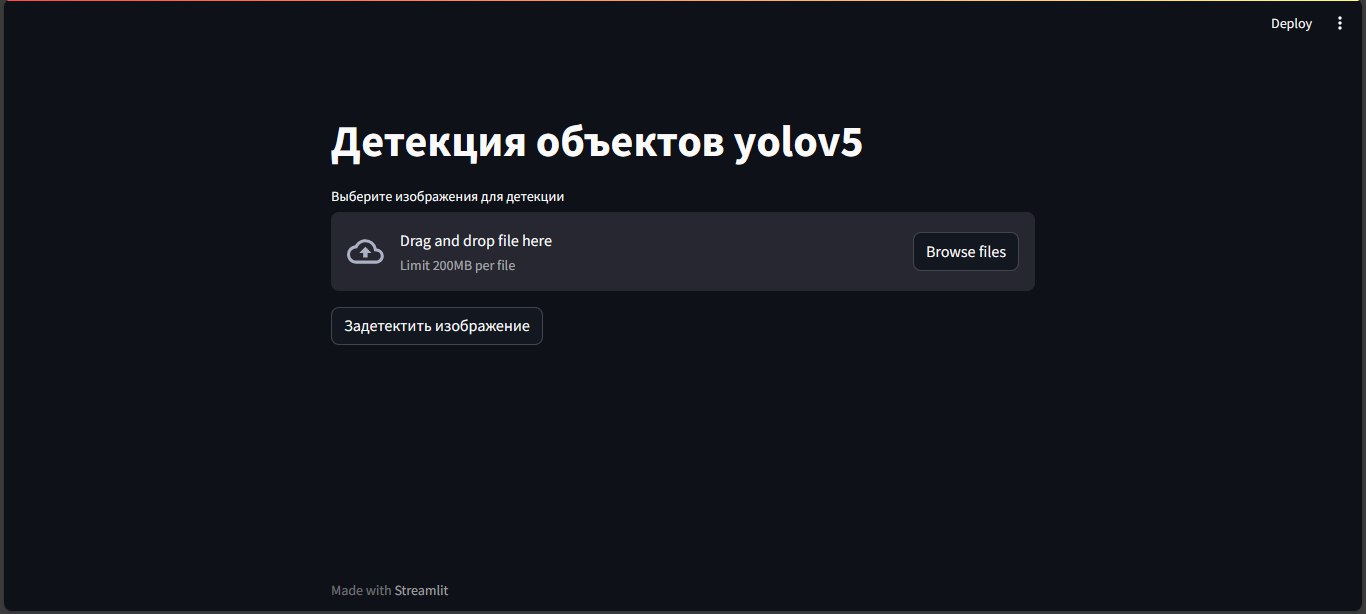 Deploy
Детекция объектов yolov5
Выберите изображения для детекции
Drag and drop file here
Limit 200MB per file
Browse files
Задетектить изображение
Made with Streamlit